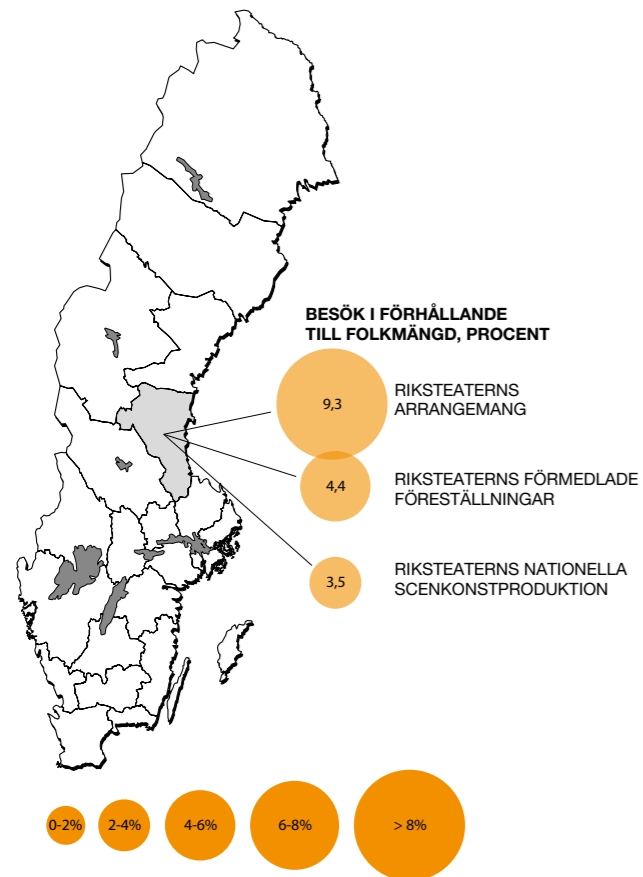 BESÖK I FÖRHÅLLANDE
TILL FOLKMÄNGD, PROCENT
9,3
RIKSTEATERNS
ARRANGEMANG
4,4
RIKSTEATERNS FÖRMEDLADE
FÖRESTÄLLNINGAR
3,5
RIKSTEATERNS NATIONELLA
SCENKONSTPRODUKTION
0-2%
2-4%
4-6%
6-8%
> 8%